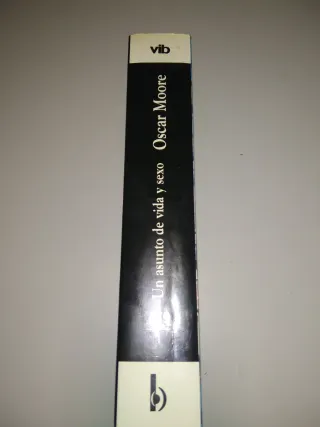 vib
Un asunto de vida y sexo Oscar Moore
b